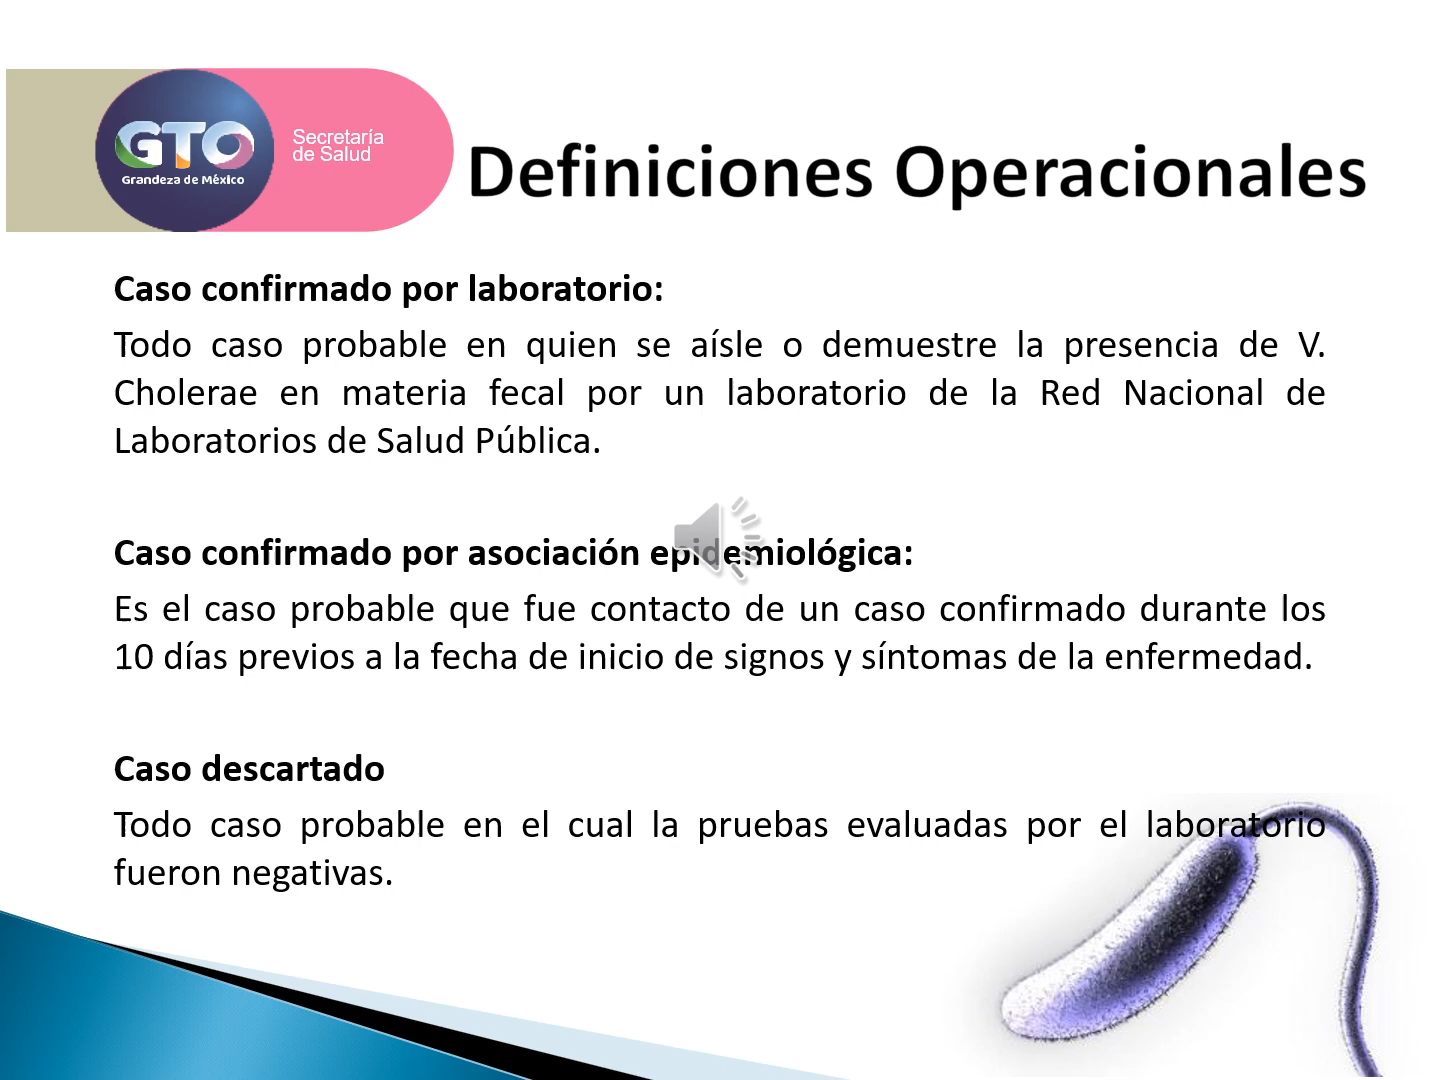 GTO
Grandeza de México
Secretaría
de Salud
Definiciones Operacionales
Caso confirmado por laboratorio:
Todo caso probable en quien se aísle o demuestre la presencia de V.
Cholerae en materia fecal por un laboratorio de la Red Nacional de
Laboratorios de Salud Pública.
Caso confirmado por asociación epidemiológica:
Es el caso probable que fue contacto de un caso confirmado durante los
10 días previos a la fecha de inicio de signos y síntomas de la enfermedad.
Caso descartado
Todo caso probable en el cual la pruebas evaluadas por el laboratorio
fueron negativas.